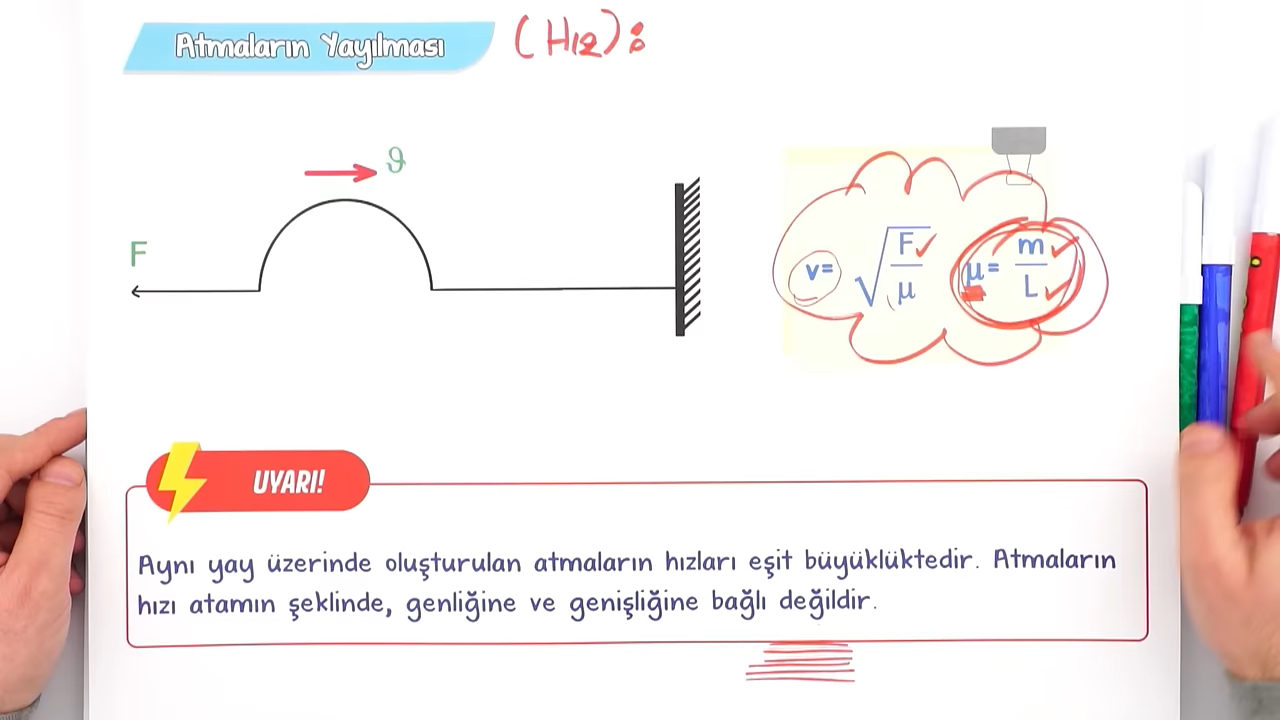 Atmaların Yayılması (Hız):
ϑ
F
v= √F/μ μ= m/L
UYARI!
Aynı yay üzerinde oluşturulan atmaların hızları eşit büyüklüktedir. Atmaların
hızı atamın şeklinde, genliğine ve genişliğine bağlı değildir.